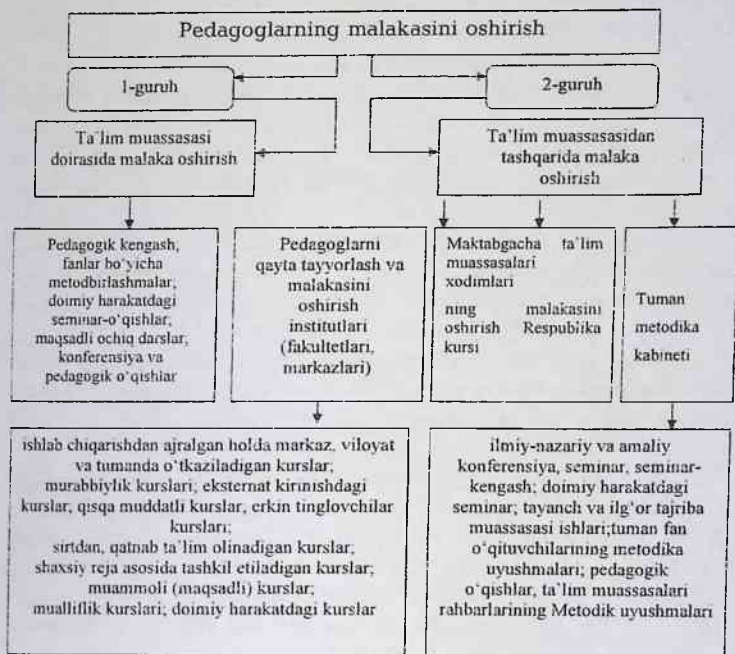 Pedagoglarning malakasini oshirish
1-guruh
2-guruh
Ta`lim muassasasi
doirasida malaka oshirish
Ta'lim muassasasidan
tashqarida malaka
oshirish
Pedagogik kengash;
fanlar bo'yicha
metodbirlashmalar;
doimiy harakatdagi
seminar-o'qishlar;
maqsadli ochiq darslar;
konferensiya va
pedagogik o'qishlar
Pedagoglarni
qayta tayyorlash va
malakasini
oshirish
institutlari
(fakultetlari,
markazlari)
Maktabgacha ta`lim
muassasalari
xodimlari
ning malakasini
oshirish Respublika
kursi
Tuman
metodika
kabineti
ishlab chiqarishdan ajralgan holda markaz, viloyat
va tumanda o`tkaziladigan kurslar;
murabbiylik kurslari; eksternat kirinishdagi
kurslar, qisqa muddatli kurslar, erkin tinglovchilar
kursları;
sirtdan, qatnab ta`lim olinadigan kurslar;
shaxsiy reja asosida tashkil etiladigan kurslar;
muammoli (maqsadli) kurslar;
mualliflik kurslari; doimiy harakatdagi kurslar
ilmiy-nazariy va amaliy
konferensiya, seminar, seminar-
kengash; doimiy harakatdagi
seminar; tayanch va ilg'or tajriba
muassasasi ishlari;tuman fan
o'qituvchilarining metodika
uyushmalari; pedagogik
o'qishlar, ta`lim muassasalari
rahbarlarining Metodik uyushmalari